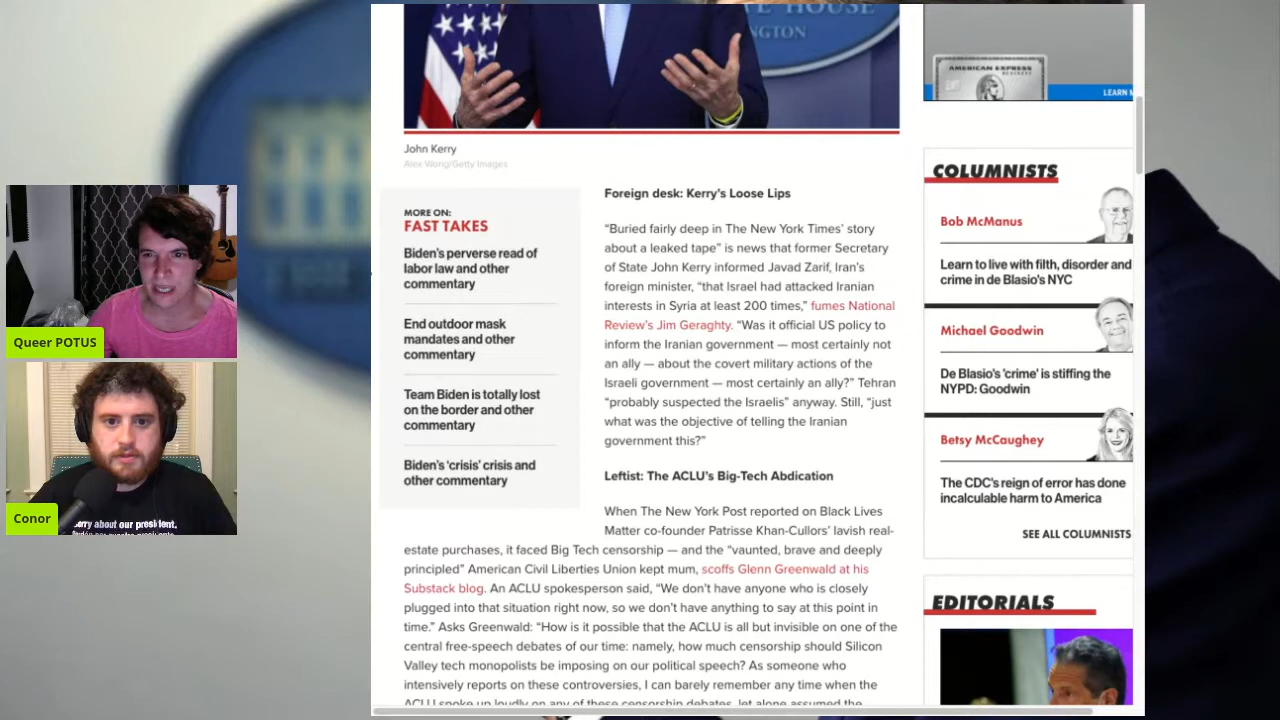 TE HOUSE
NGTON
AMERICAN EXPRESS
BUSINESS
LEARN M
John Kerry
Alex Wong/Getty Images
MORE ON:
FAST TAKES
Biden's perverse read of
labor law and other
commentary
End outdoor mask
mandates and other
commentary
Team Biden is totally lost
on the border and other
commentary
Biden's ‘crisis’ crisis and
other commentary
Foreign desk: Kerry's Loose Lips
“Buried fairly deep in The New York Times’ story
about a leaked tape” is news that former Secretary
of State John Kerry informed Javad Zarif, Iran’s
foreign minister, “that Israel had attacked Iranian
interests in Syria at least 200 times,” fumes National
Review’s Jim Geraghty. “Was it official US policy to
inform the Iranian government — most certainly not
an ally — about the covert military actions of the
Israeli government — most certainly an ally?” Tehran
“probably suspected the Israelis” anyway. Still, “just
what was the objective of telling the Iranian
government this?”
Leftist: The ACLU’s Big-Tech Abdication
When The New York Post reported on Black Lives
Matter co-founder Patrisse Khan-Cullors’ lavish real-
estate purchases, it faced Big Tech censorship — and the “vaunted, brave and deeply
principled” American Civil Liberties Union kept mum, scoffs Glenn Greenwald at his
Substack blog. An ACLU spokesperson said, “We don’t have anyone who is closely
plugged into that situation right now, so we don’t have anything to say at this point in
time.” Asks Greenwald: “How is it possible that the ACLU is all but invisible on one of the
central free-speech debates of our time: namely, how much censorship should Silicon
Valley tech monopolists be imposing on our political speech? As someone who
intensively reports on these controversies, I can barely remember any time when the
ACLU spoke up loudly on any of these censorship debates, let alone assumed the
COLUMNISTS
Bob McManus
Learn to live with filth, disorder and
crime in de Blasio's NYC
Michael Goodwin
De Blasio's ‘crime’ is stiffing the
NYPD: Goodwin
Betsy McCaughey
The CDC's reign of error has done
incalculable harm to America
SEE ALL COLUMNISTS
EDITORIALS
Queer POTUS
Conor
orry about our president.